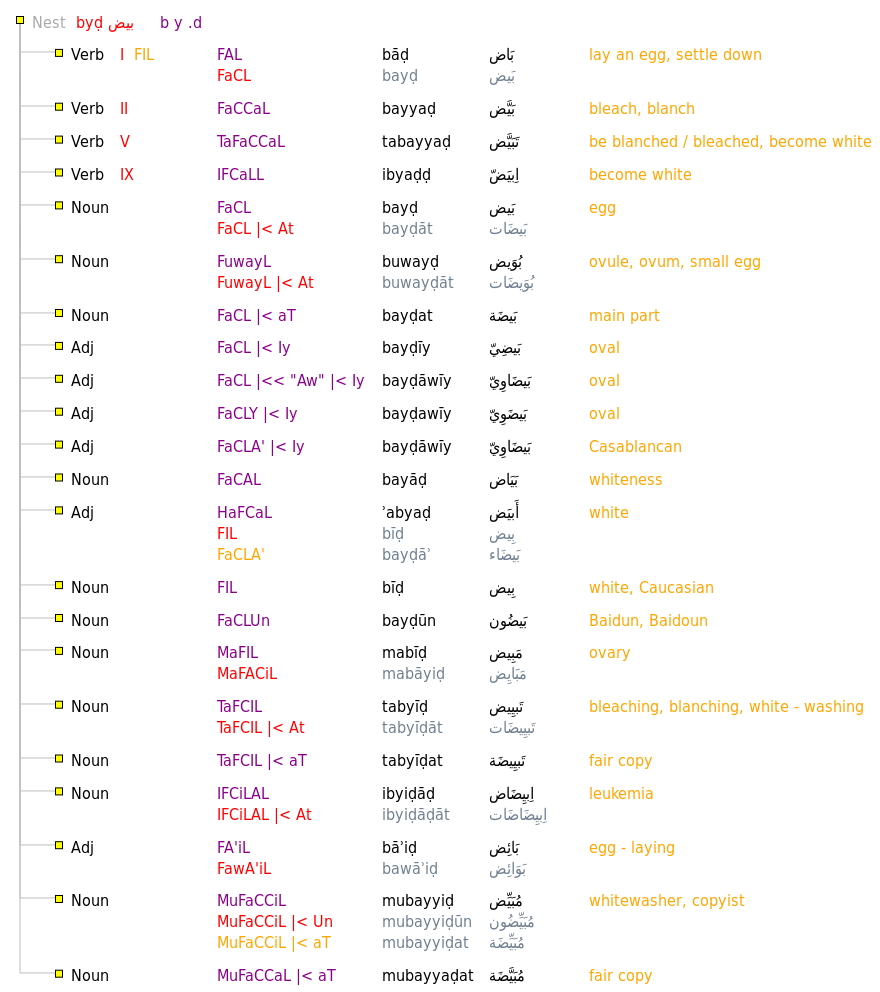 Nest byḍ بيض b y .d
Verb I FIL FAL bāḍ بَاض lay an egg, settle down
FaCL bayḍ بَيض
Verb II FaCCaL bayyaḍ بَيَّض bleach, blanch
Verb V TaFaCCaL tabayyaḍ تَبَيَّض be blanched / bleached, become white
Verb IX IFCaLL ibyaḍḍ اِبيَضّ become white
Noun FaCL bayḍ بَيض egg
FaCL |< At bayḍāt بَيضَات
Noun FuwayL buwayḍ بُوَيض ovule, ovum, small egg
FuwayL |< At buwayḍāt بُوَيضَات
Noun FaCL |< aT bayḍat بَيضَة main part
Adj FaCL |< Iy bayḍīy بَيضِيّ oval
Adj FaCL |<< "Aw" |< Iy bayḍāwīy بَيضَاوِيّ oval
Adj FaCLY |< Iy bayḍawīy بَيضَوِيّ oval
Adj FaCLA' |< Iy bayḍāwīy بَيضَاوِيّ Casablancan
Noun FaCAL bayāḍ بَيَاض whiteness
Adj HaFCaL ʾabyaḍ أَبيَض white
FIL bīḍ بِيض
FaCLA' bayḍāʾ بَيضَاء
Noun FIL bīḍ بِيض white, Caucasian
Noun FaCLUn bayḍūn بَيضُون Baidun, Baidoun
Noun MaFIL mabīḍ مَبِيض ovary
MaFACiL mabāyiḍ مَبَايِض
Noun TaFCIL tabyīḍ تَبيِيض bleaching, blanching, white - washing
TaFCIL |< At tabyīḍāt تَبيِيضَات
Noun TaFCIL |< aT tabyīḍat تَبيِيضَة fair copy
Noun IFCiLAL ibyiḍāḍ اِبيِضَاض leukemia
IFCiLAL |< At ibyiḍāḍāt اِبيِضَاضَات
Adj FA'iL bāʾiḍ بَائِض egg - laying
FawA'iL bawāʾiḍ بَوَائِض
Noun MuFaCCiL mubayyiḍ مُبَيِّض whitewasher, copyist
MuFaCCiL |< Un mubayyiḍūn مُبَيِّضُون
MuFaCCiL |< aT mubayyiḍat مُبَيِّضَة
Noun MuFaCCaL |< aT mubayyaḍat مُبَيَّضَة fair copy